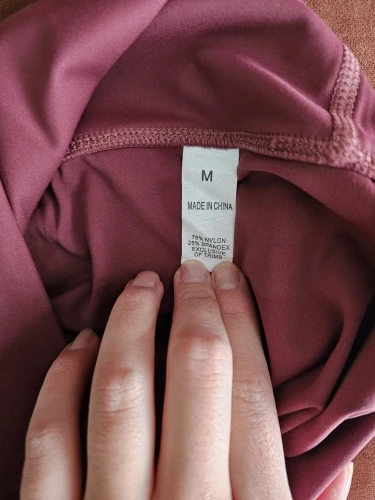 M
MADE IN CHINA
75% NYLON
25% SPANDEX
EXCLUSIVE
OF TRIMS